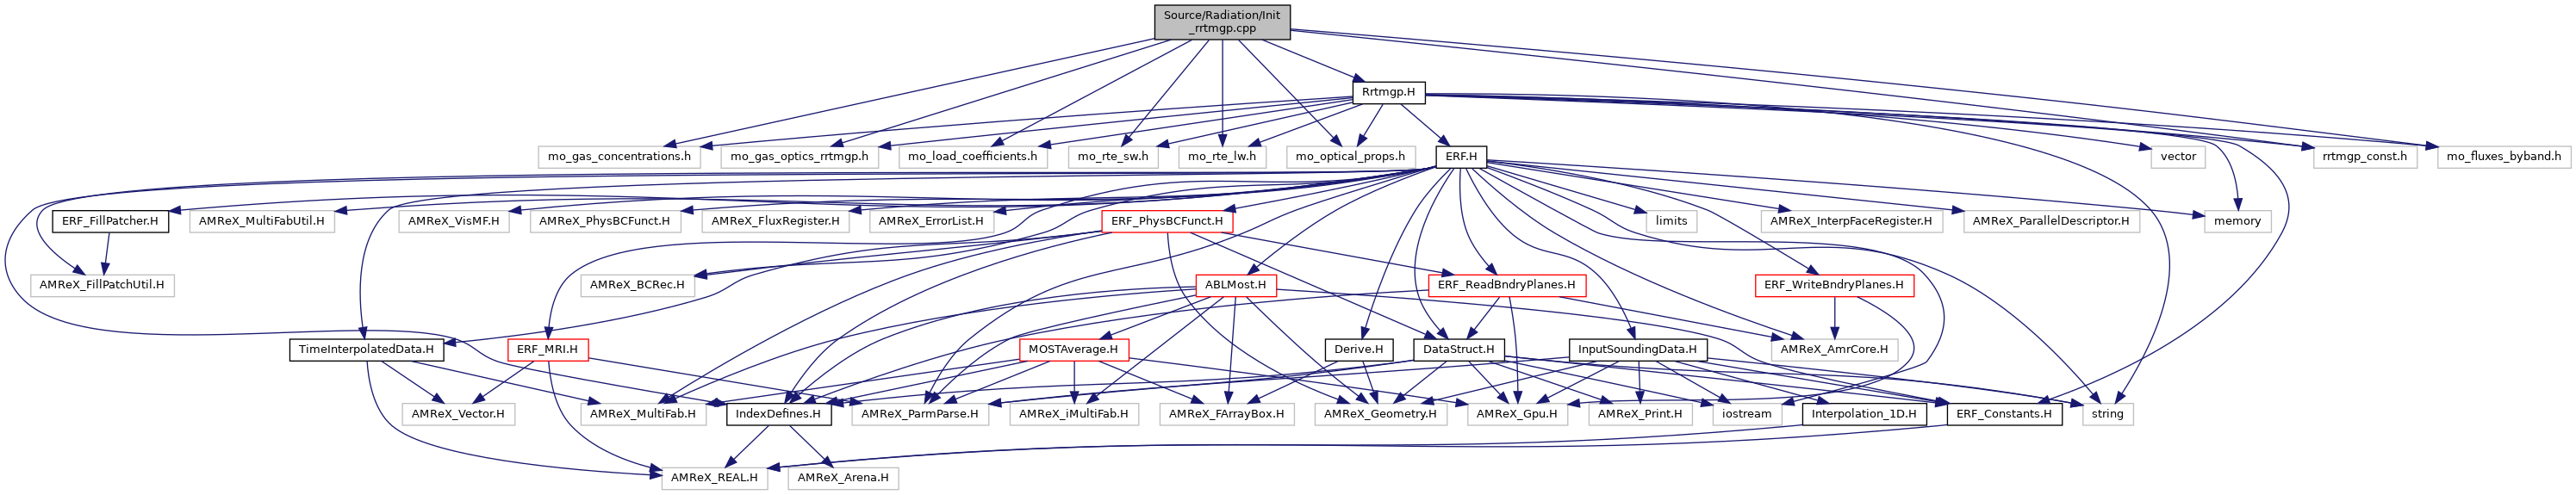 Source/Radiation/Init
_rrtmgp.cpp
Rrtmgp.H
mo_gas_concentrations.h
mo_gas_optics_rrtmgp.h
mo_load_coefficients.h
mo_rte_sw.h
mo_rte_lw.h
mo_optical_props.h
ERF.H
vector
rrtmgp_const.h
mo_fluxes_byband.h
ERF_FillPatcher.H
AMReX_MultiFabUtil.H
AMReX_VisMF.H
AMReX_PhysBCFunct.H
AMReX_FluxRegister.H
AMReX_ErrorList.H
ERF_PhysBCFunct.H
limits
AMReX_InterpFaceRegister.H
AMReX_ParallelDescriptor.H
memory
AMReX_FillPatchUtil.H
AMReX_BCRec.H
ABLMost.H
ERF_ReadBndryPlanes.H
ERF_WriteBndryPlanes.H
TimeInterpolatedData.H
ERF_MRI.H
MOSTAverage.H
Derive.H
DataStruct.H
InputSoundingData.H
AMReX_AmrCore.H
AMReX_Vector.H
AMReX_MultiFab.H
IndexDefines.H
AMReX_ParmParse.H
AMReX_iMultiFab.H
AMReX_FArrayBox.H
AMReX_Geometry.H
AMReX_Gpu.H
AMReX_Print.H
iostream
Interpolation_1D.H
ERF_Constants.H
string
AMReX_REAL.H
AMReX_Arena.H